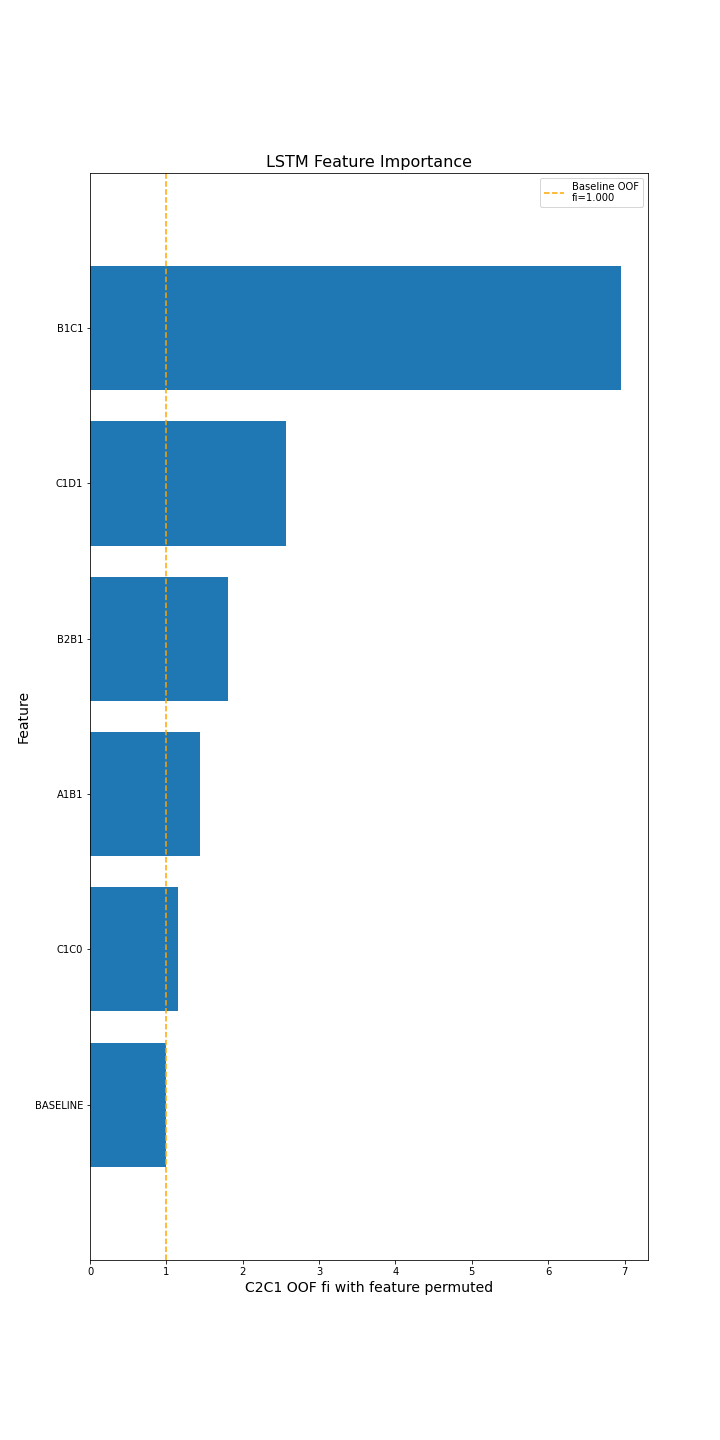 LSTM Feature Importance
Baseline OOF
fi=1.000
B1C1
C1D1
B2B1
A1B1
C1C0
BASELINE
Feature
0 1 2 3 4 5 6 7
C2C1 OOF fi with feature permuted